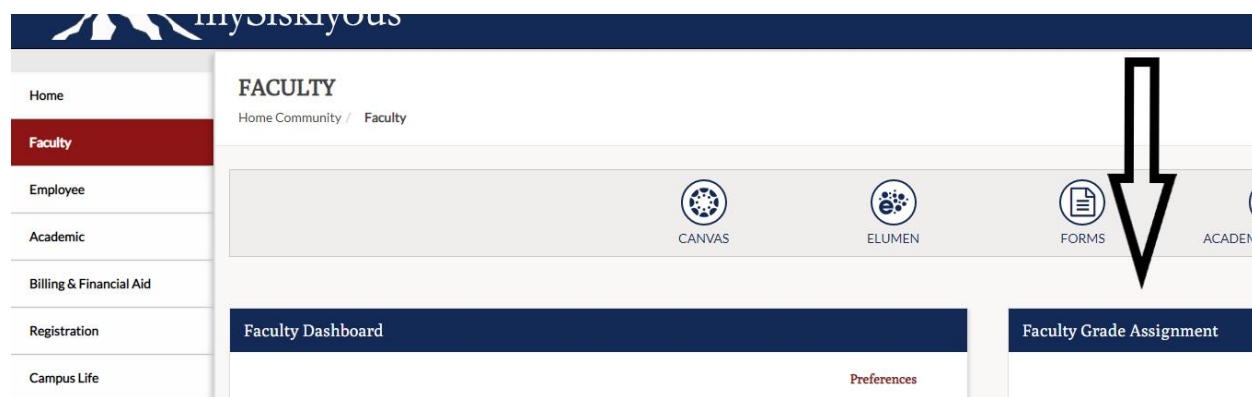 mySiskiyous
Home
Faculty
Employee
Academic
Billing & Financial Aid
Registration
Campus Life
FACULTY
Home Community / Faculty
CANVAS
ELUMEN
FORMS
Faculty Dashboard
Preferences
Faculty Grade Assignment